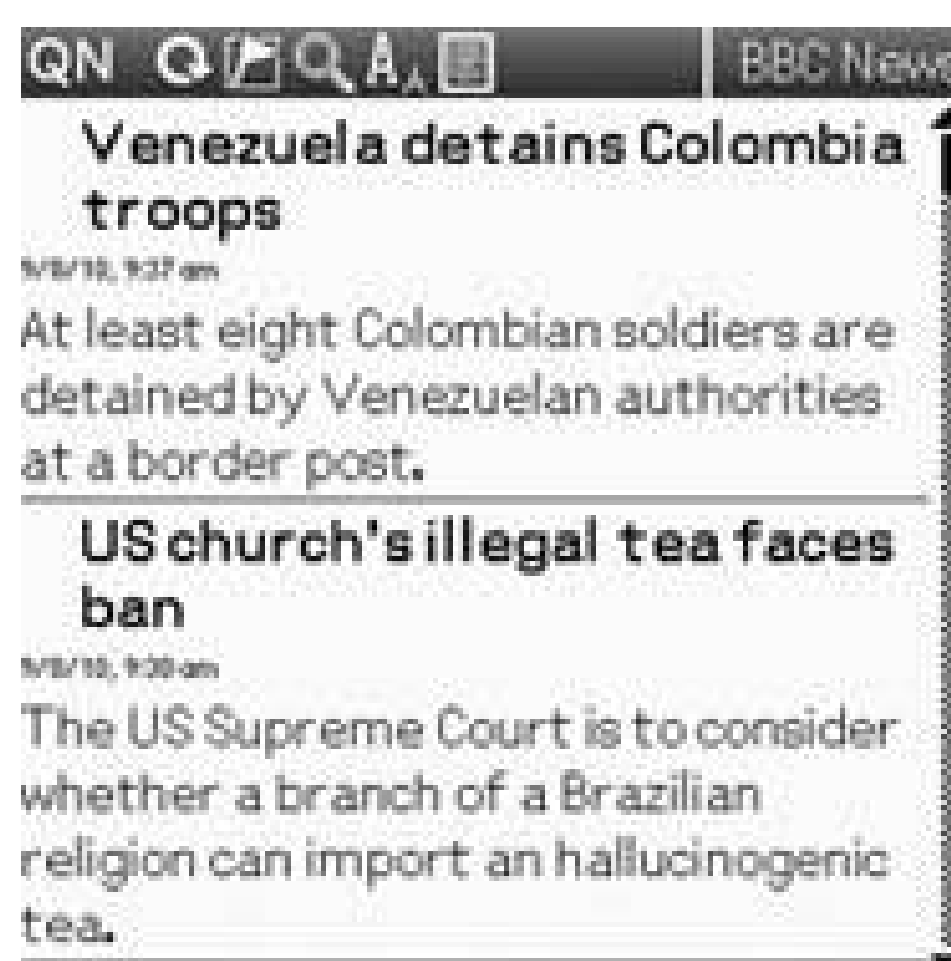 QN BBC News
Venezuela detains Colombia
troops
At least eight Colombian soldiers are
detained by Venezuelan authorities
at a border post.
US church's illegal tea faces
ban
The US Supreme Court is to consider
whether a branch of a Brazilian
religion can import an hallucinogenic
tea.